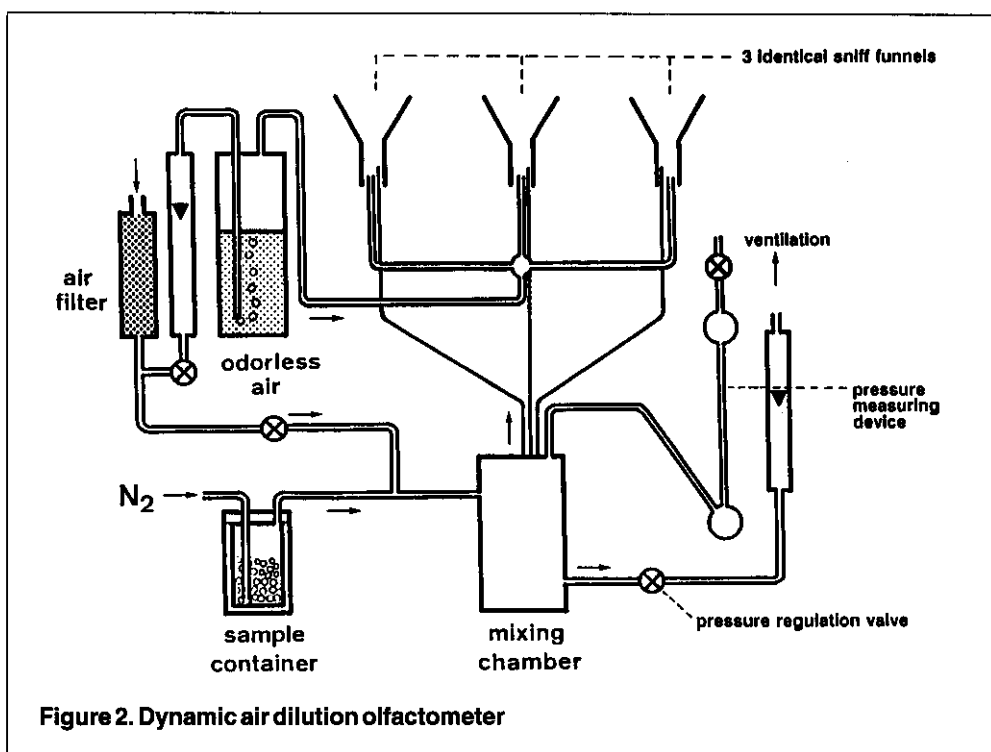 3 identical sniff funnels
ventilation
air
filter
odorless
air
pressure
measuring
device
N2
sample
container
mixing
chamber
pressure regulation valve
Figure 2. Dynamic air dilution olfactometer